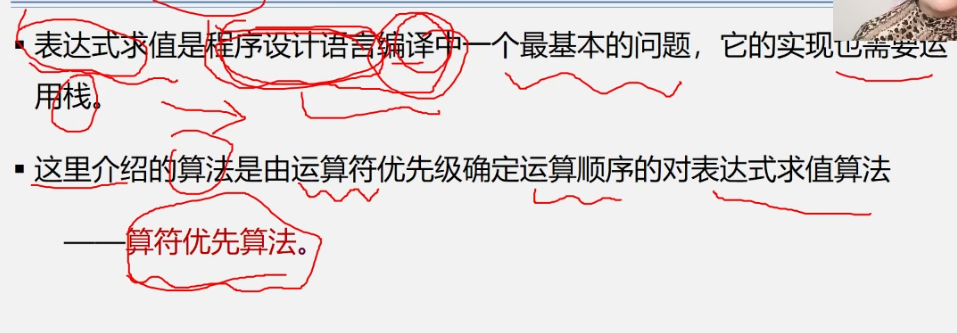 ▪ 表达式求值是程序设计语言编译中一个最基本的问题，它的实现也需要运
用栈。
▪ 这里介绍的算法是由运算符优先级确定运算顺序的对表达式求值算法
——算符优先算法。